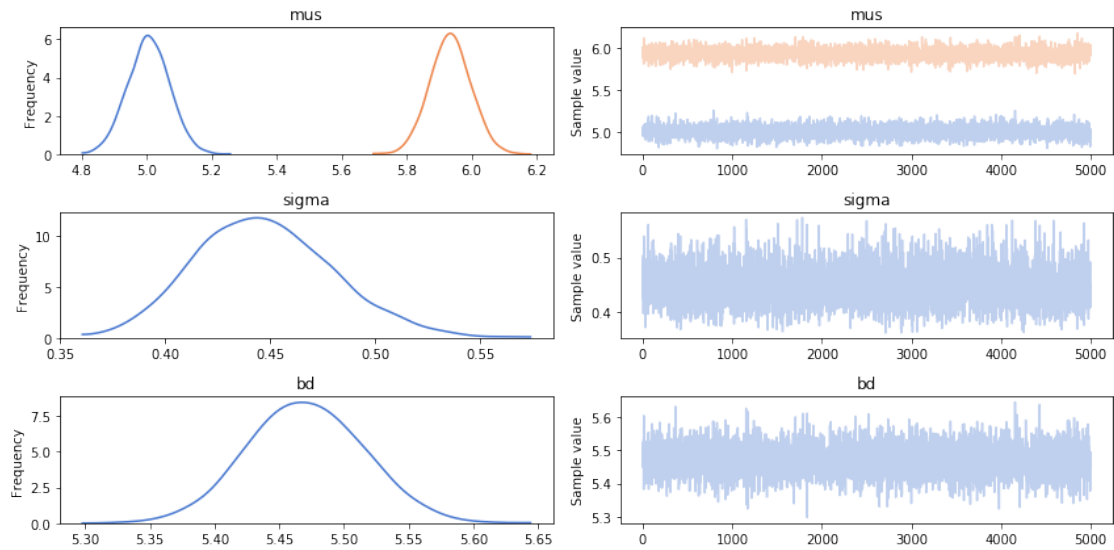 mus
Frequency
6
4
2
0
4.8 5.0 5.2 5.4 5.6 5.8 6.0 6.2
mus
Sample value
6.0
5.5
5.0
0 1000 2000 3000 4000 5000
sigma
Frequency
10
5
0
0.35 0.40 0.45 0.50 0.55
sigma
Sample value
0.5
0.4
0 1000 2000 3000 4000 5000
bd
Frequency
7.5
5.0
2.5
0.0
5.30 5.35 5.40 5.45 5.50 5.55 5.60 5.65
bd
Sample value
5.6
5.5
5.4
5.3
0 1000 2000 3000 4000 5000